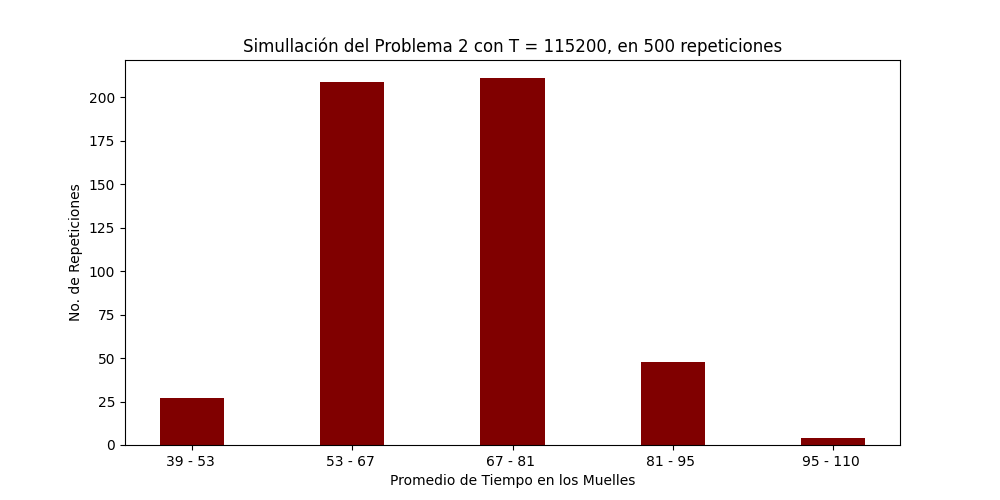 Simullación del Problema 2 con T = 115200, en 500 repeticiones
No. de Repeticiones
200
175
150
125
100
75
50
25
0
39 - 53
53 - 67
67 - 81
81 - 95
95 - 110
Promedio de Tiempo en los Muelles